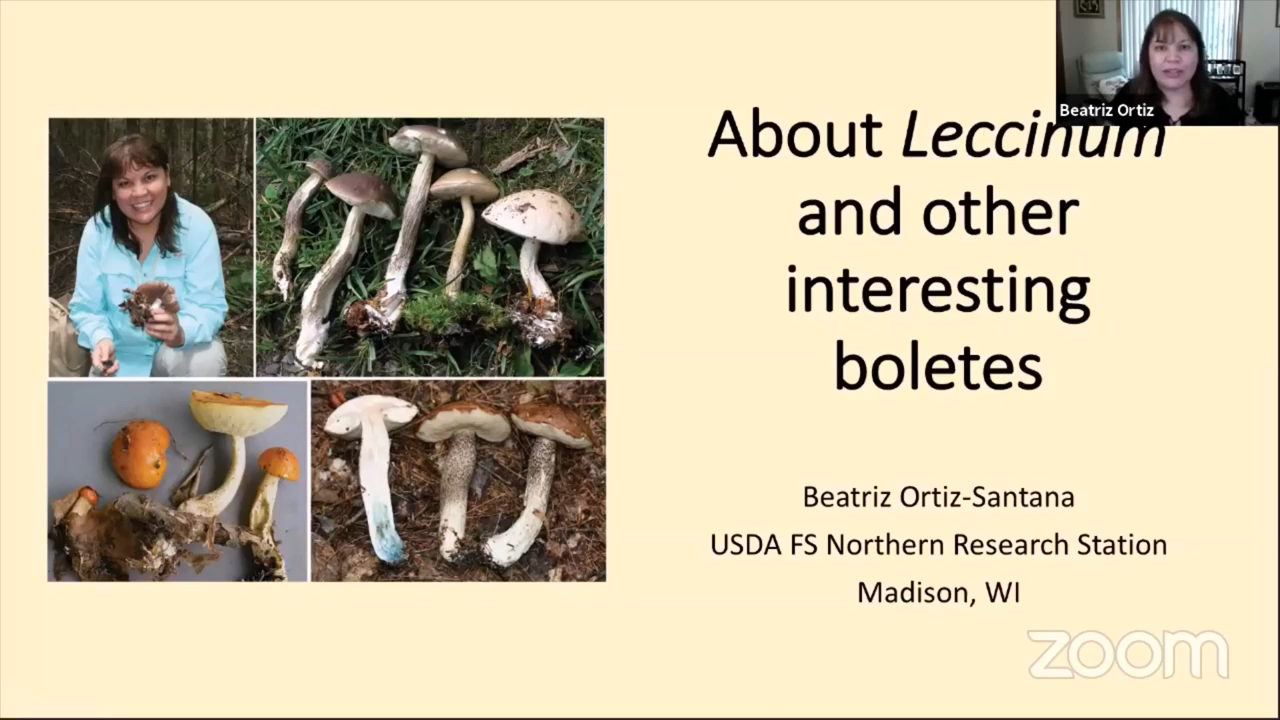 Beatriz Ortiz
About Leccinum
and other
interesting
boletes
Beatriz Ortiz-Santana
USDA FS Northern Research Station
Madison, WI
zoom